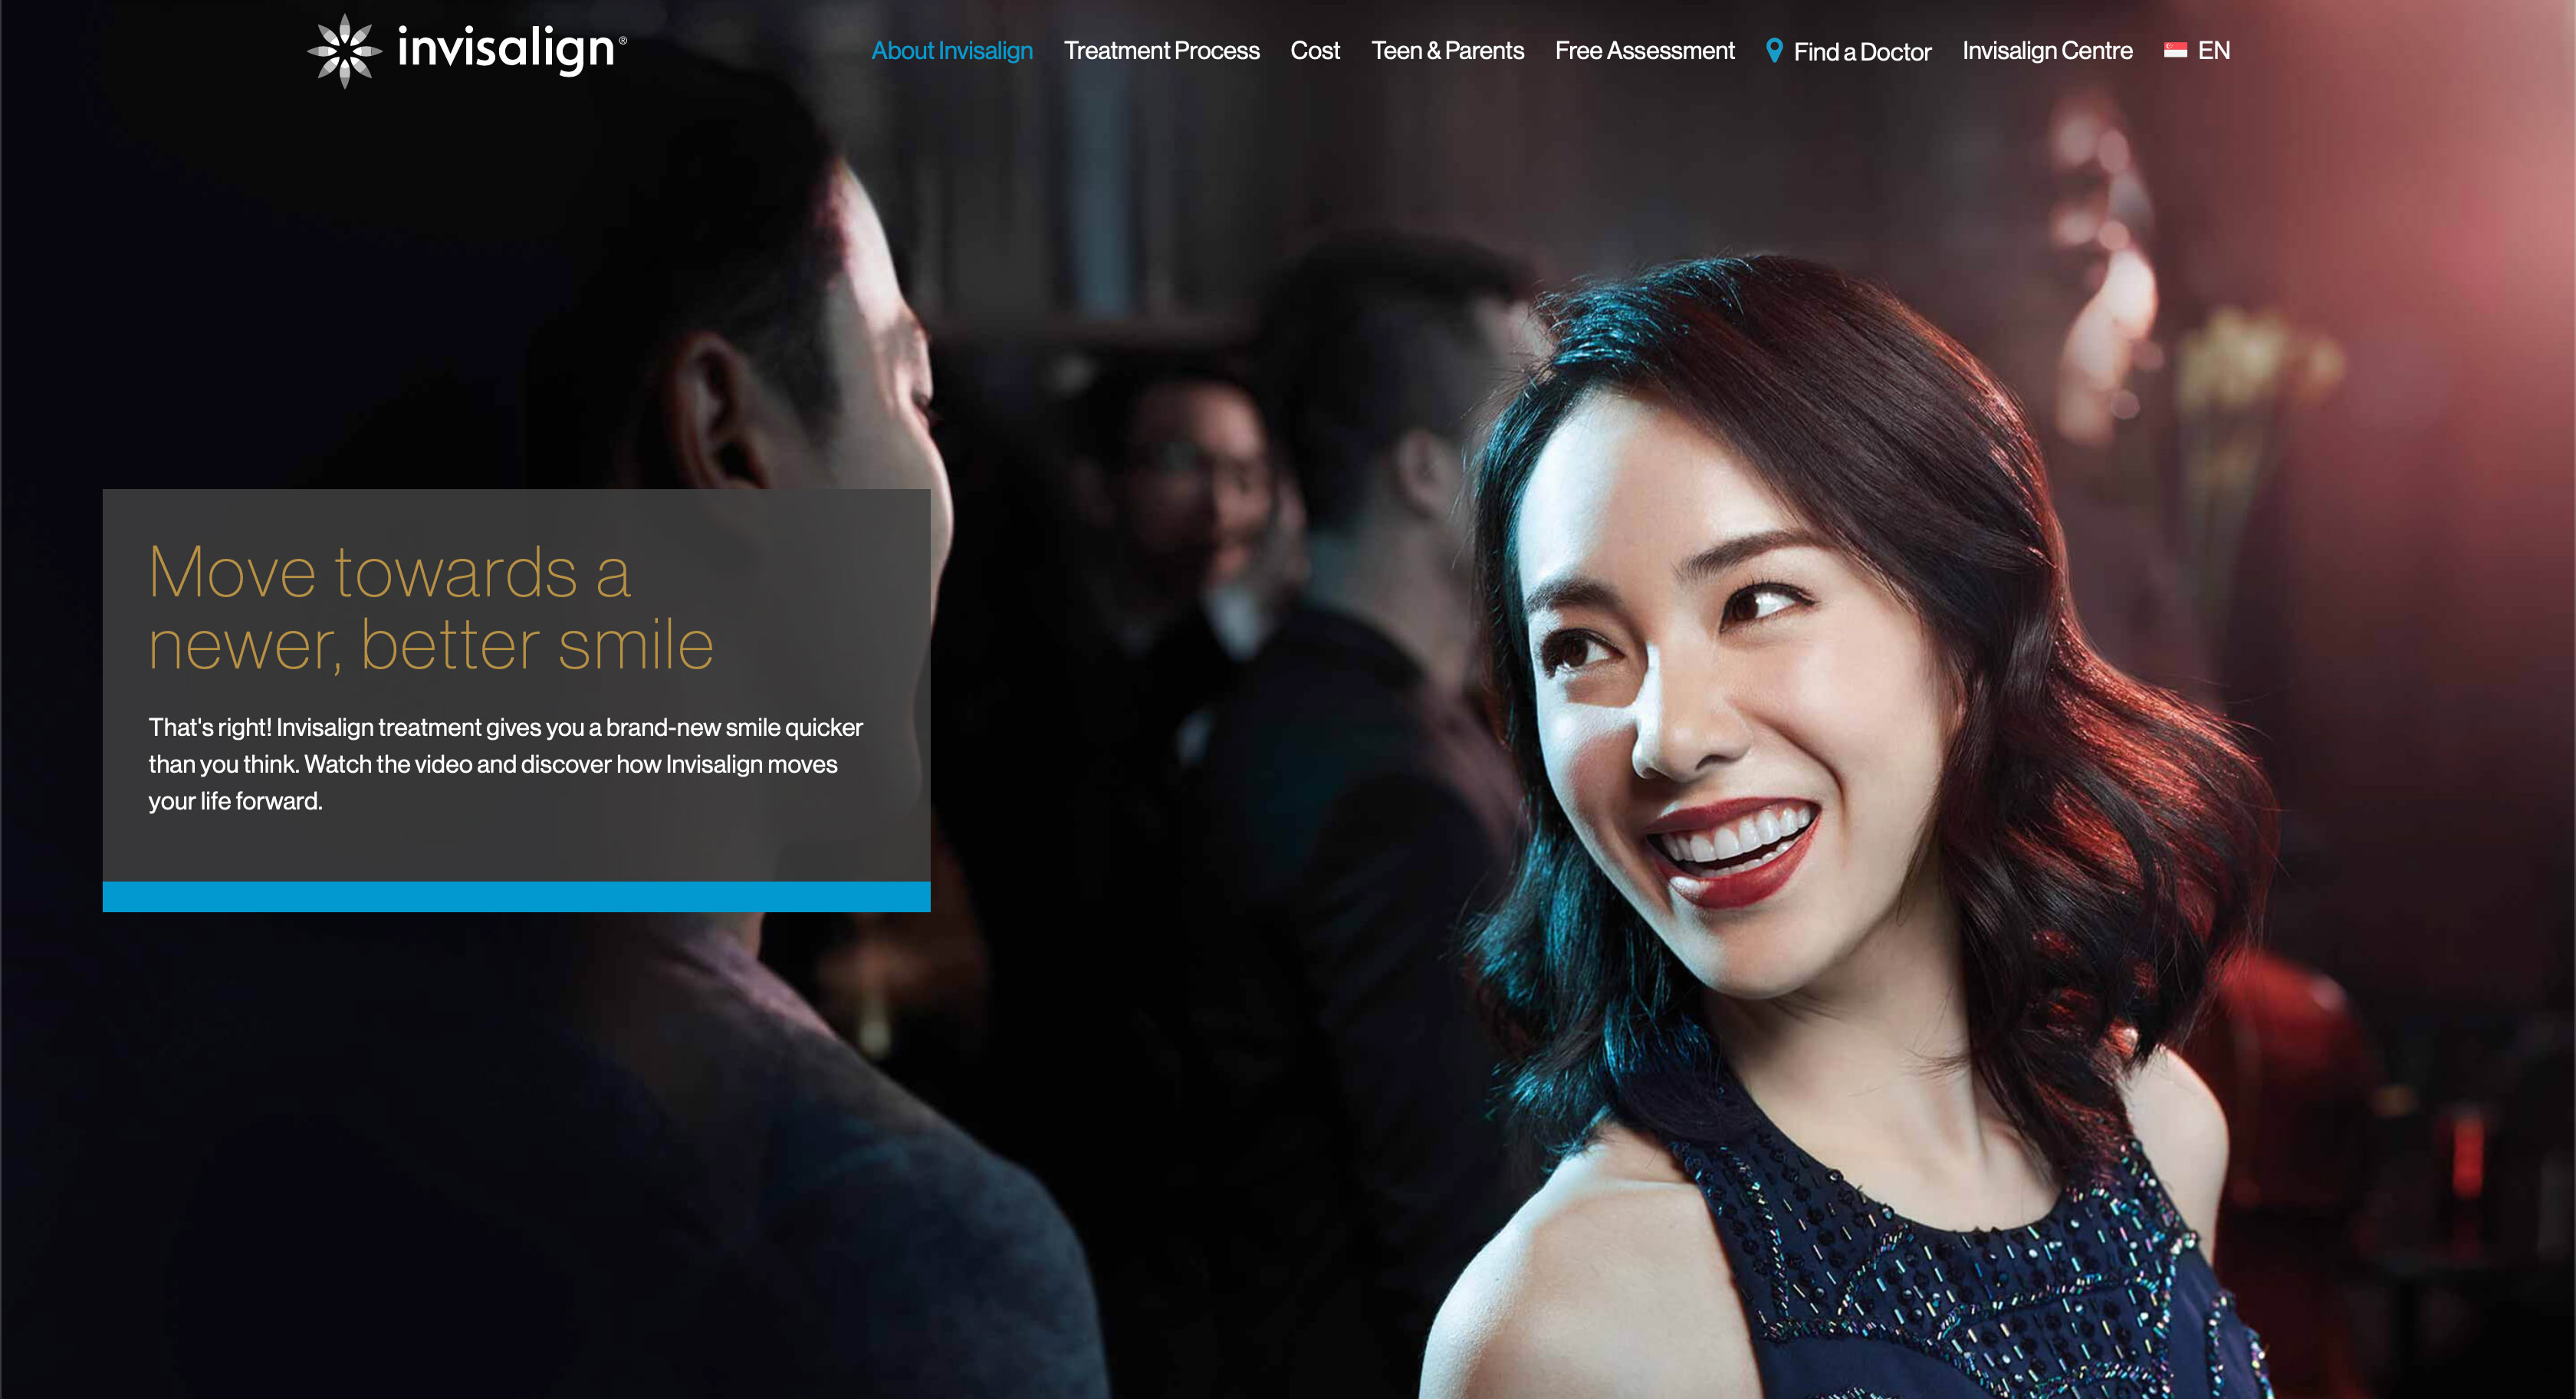 invisalign®
About Invisalign
Treatment Process
Cost
Teen & Parents
Free Assessment
Find a Doctor
Invisalign Centre
EN
Move towards a
newer, better smile
That's right! Invisalign treatment gives you a brand-new smile quicker
than you think. Watch the video and discover how Invisalign moves
your life forward.